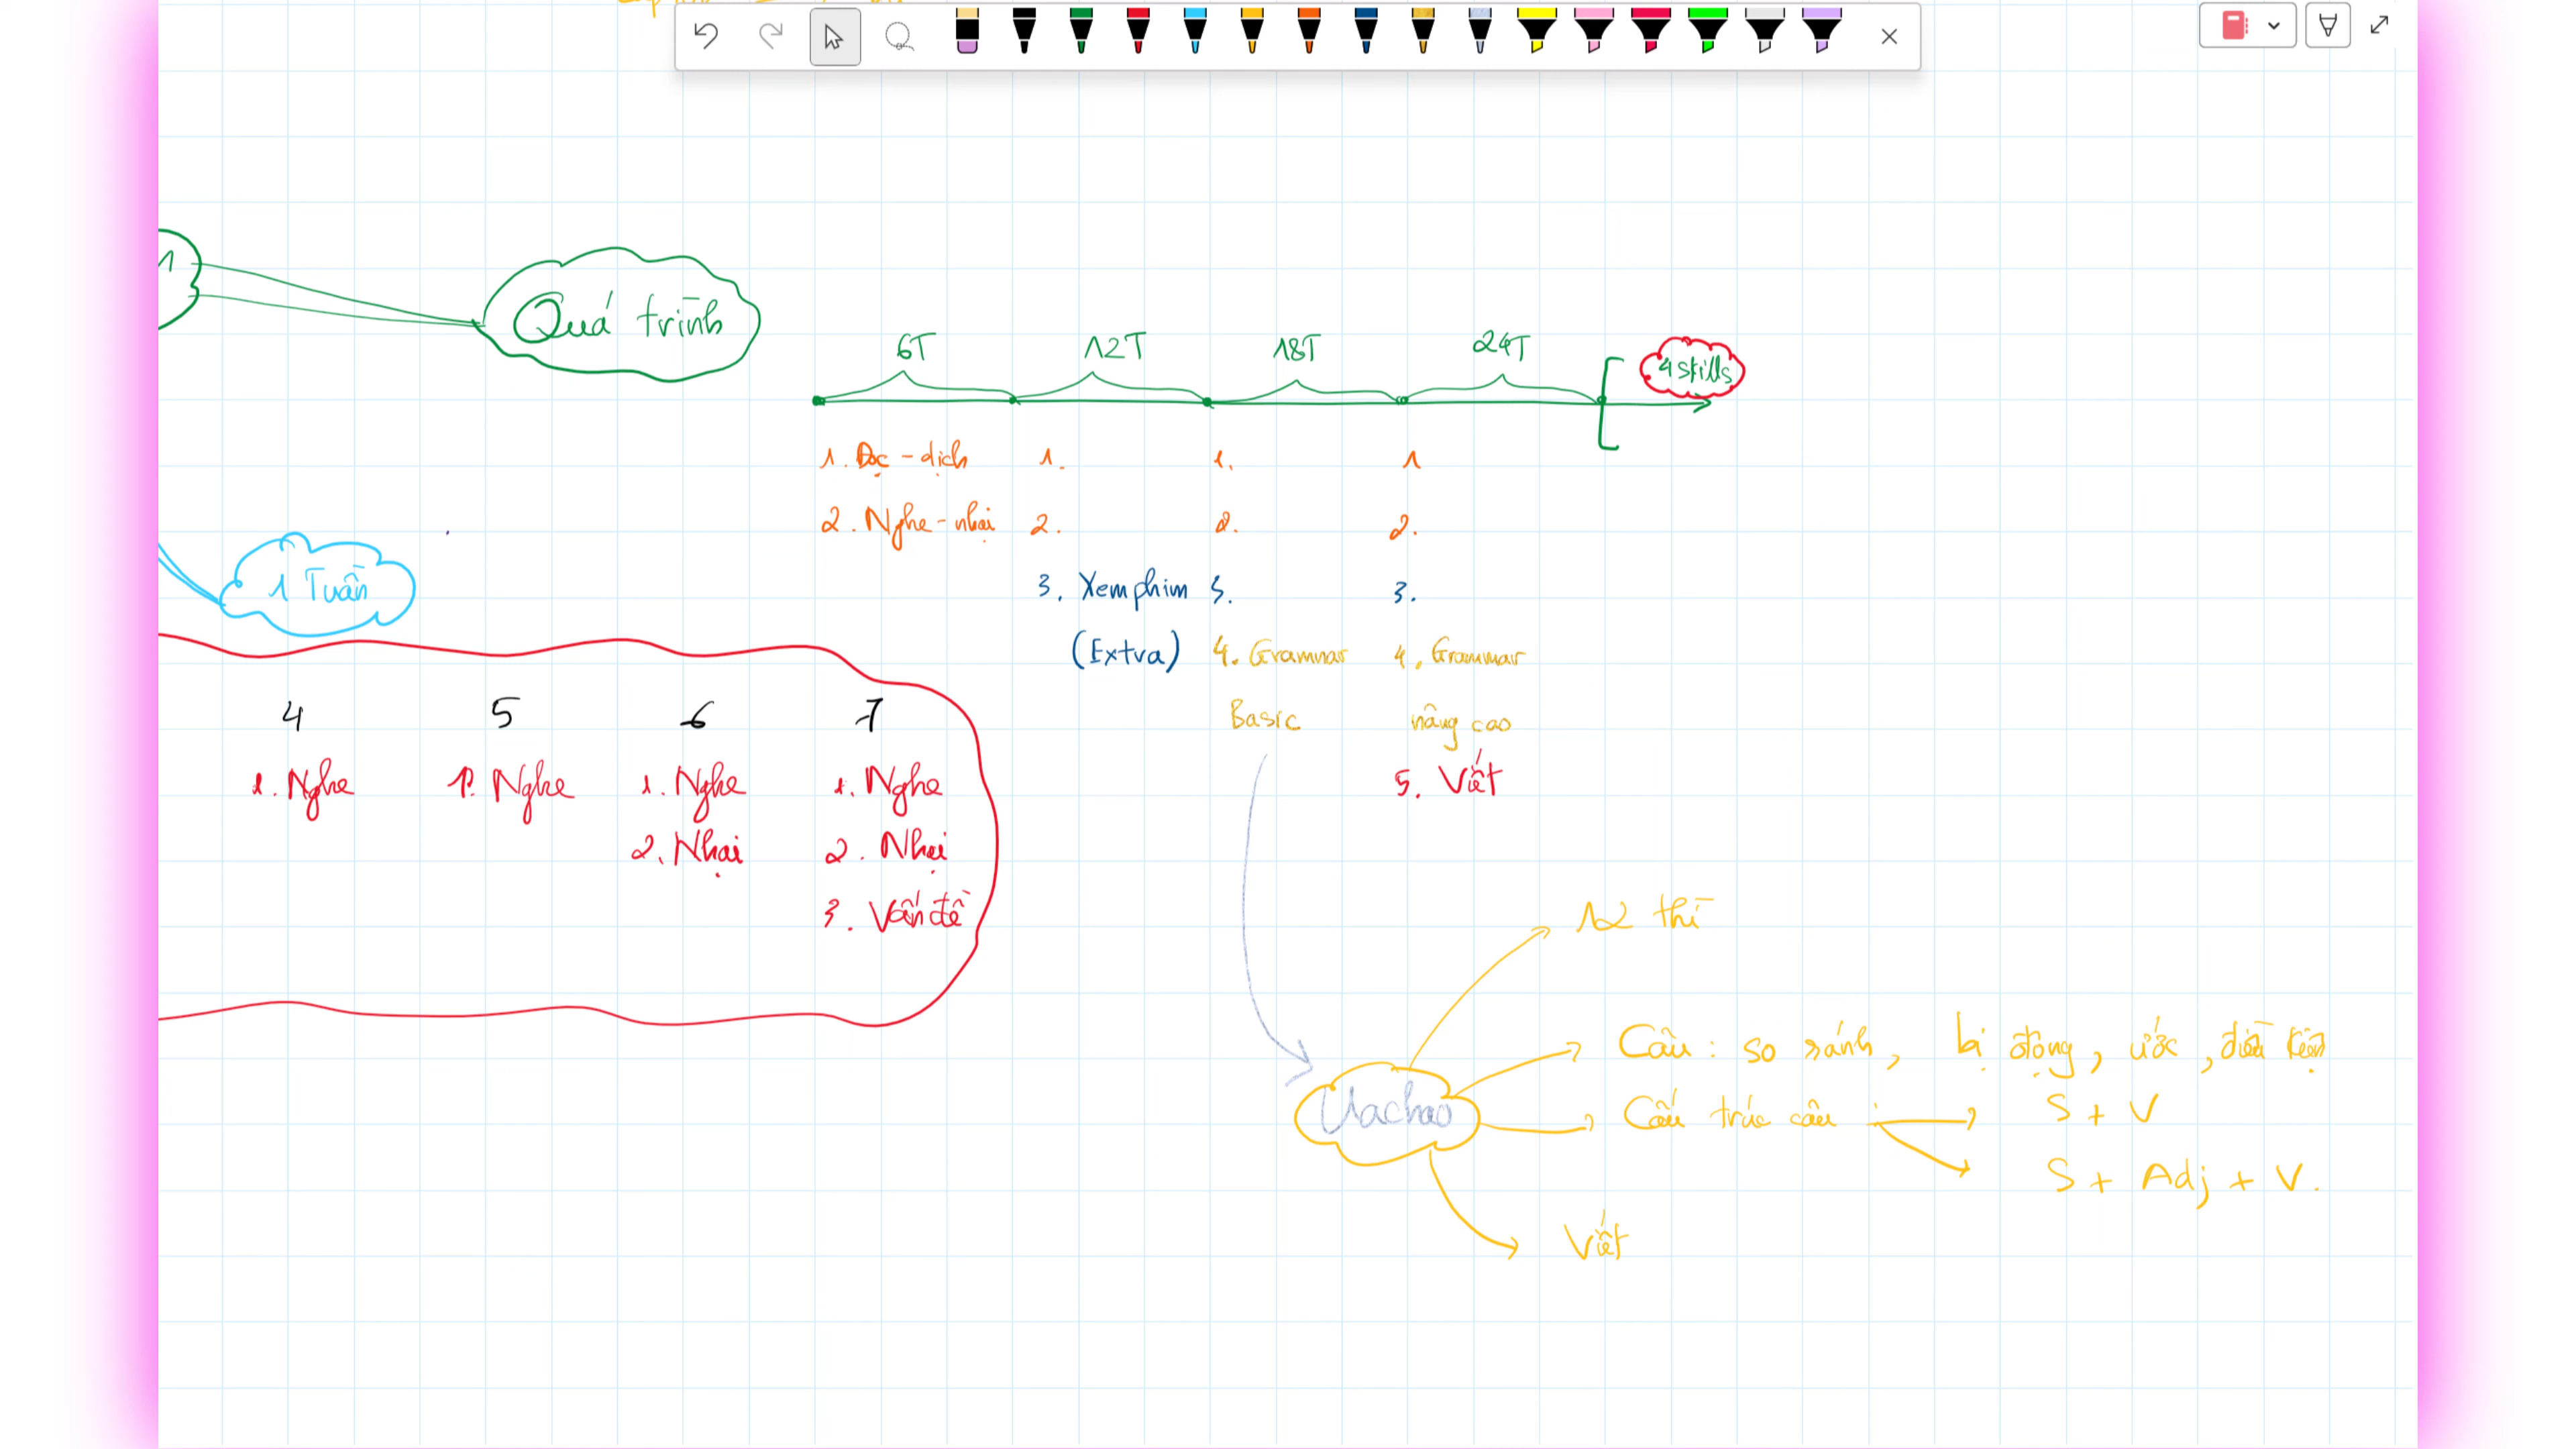 1
Quá trình
6T 12T 18T 24T 4 skills
1. Đọc - dịch 1. 1. 1
2. Nghe - nhại 2. 2. 2.
1 Tuần
3. Xem phim 3. 3.
(Extra) 4. Grammar 4. Grammar
Basic nâng cao
5. Viết
4 5 6 7
1. Nghe 1. Nghe 1. Nghe 1. Nghe
2. Nhại 2. Nhại
3. Vấn đề
12 thì
Câu : so sánh, bị động, ước, điều kiện
Cấu trúc câu : S + V
S + Adj + V.
Viết